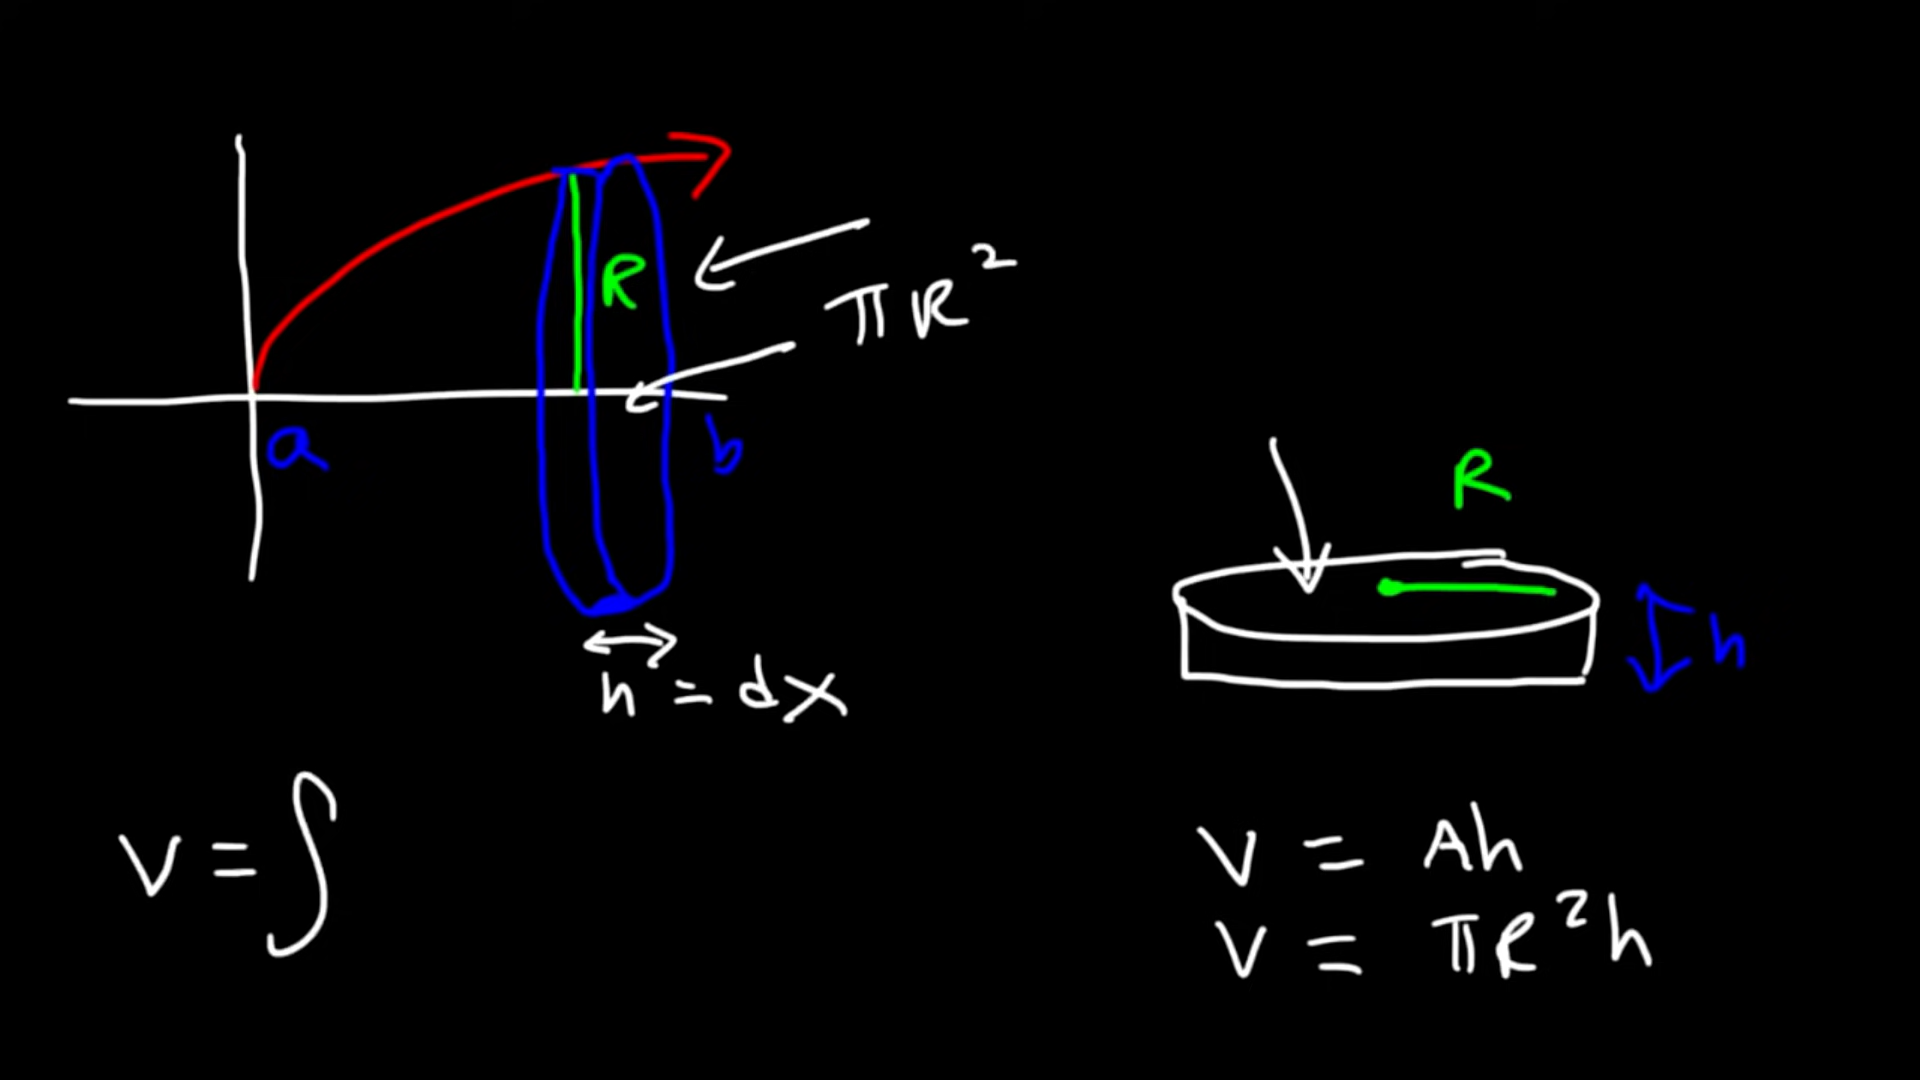 R
πR²
a
b
R
h
h = dx
V = ∫
V = Ah
V = πR²h